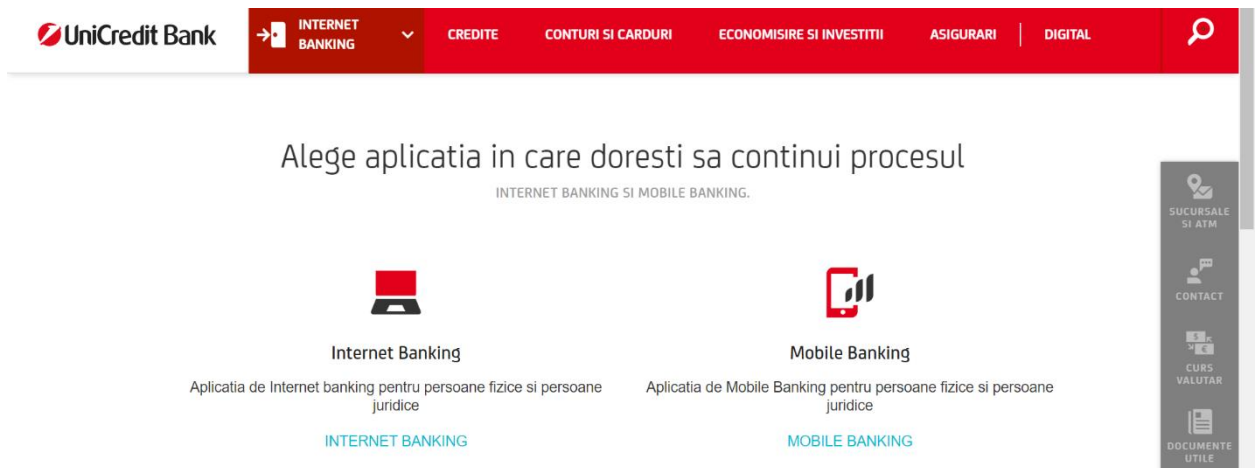 UniCredit Bank
INTERNET
BANKING
CREDITE
CONTURI SI CARDURI
ECONOMISIRE SI INVESTITII
ASIGURARI
DIGITAL
Alege aplicatia in care doresti sa continui procesul
INTERNET BANKING SI MOBILE BANKING.
Internet Banking
Aplicatia de Internet banking pentru persoane fizice si persoane
juridice
INTERNET BANKING
Mobile Banking
Aplicatia de Mobile Banking pentru persoane fizice si persoane
juridice
MOBILE BANKING
SUCURSALE
SI ATM
CONTACT
CURS
VALUTAR
DOCUMENTE
UTILE